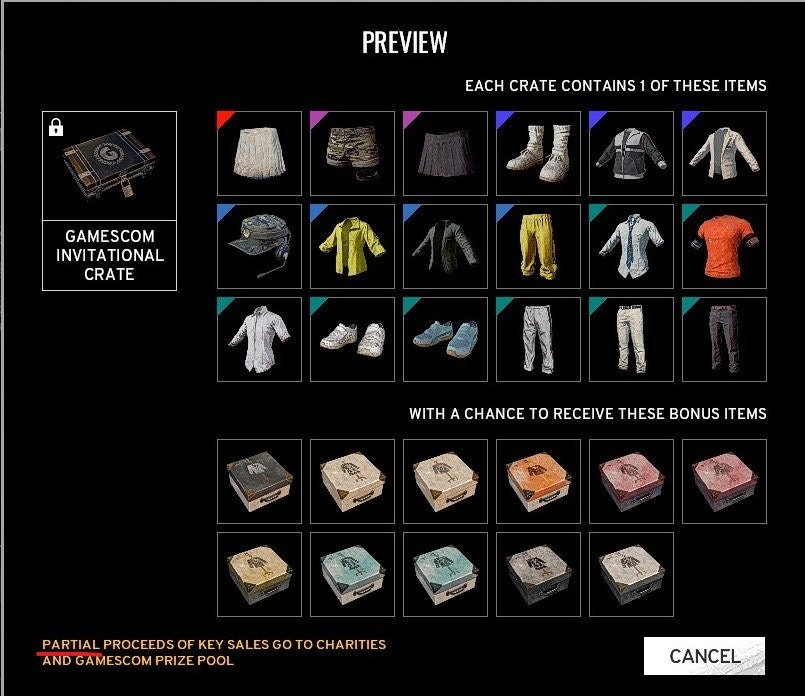 PREVIEW
EACH CRATE CONTAINS 1 OF THESE ITEMS
GAMESCOM
INVITATIONAL
CRATE
WITH A CHANCE TO RECEIVE THESE BONUS ITEMS
PARTIAL PROCEEDS OF KEY SALES GO TO CHARITIES
AND GAMESCOM PRIZE POOL
CANCEL